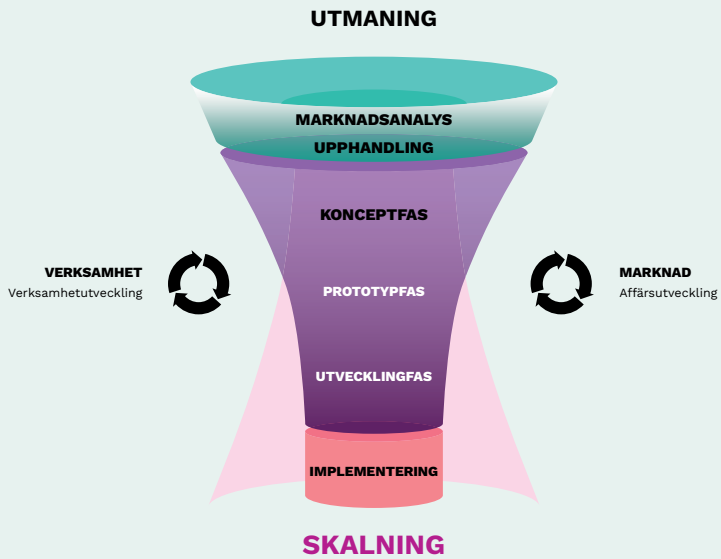 UTMANING
MARKNADSANALYS
UPPHANDLING
KONCEPTFAS
VERKSAMHET
Verksamhetutveckling
PROTOTYPFAS
MARKNAD
Affärsutveckling
UTVECKLINGFAS
IMPLEMENTERING
SKALNING